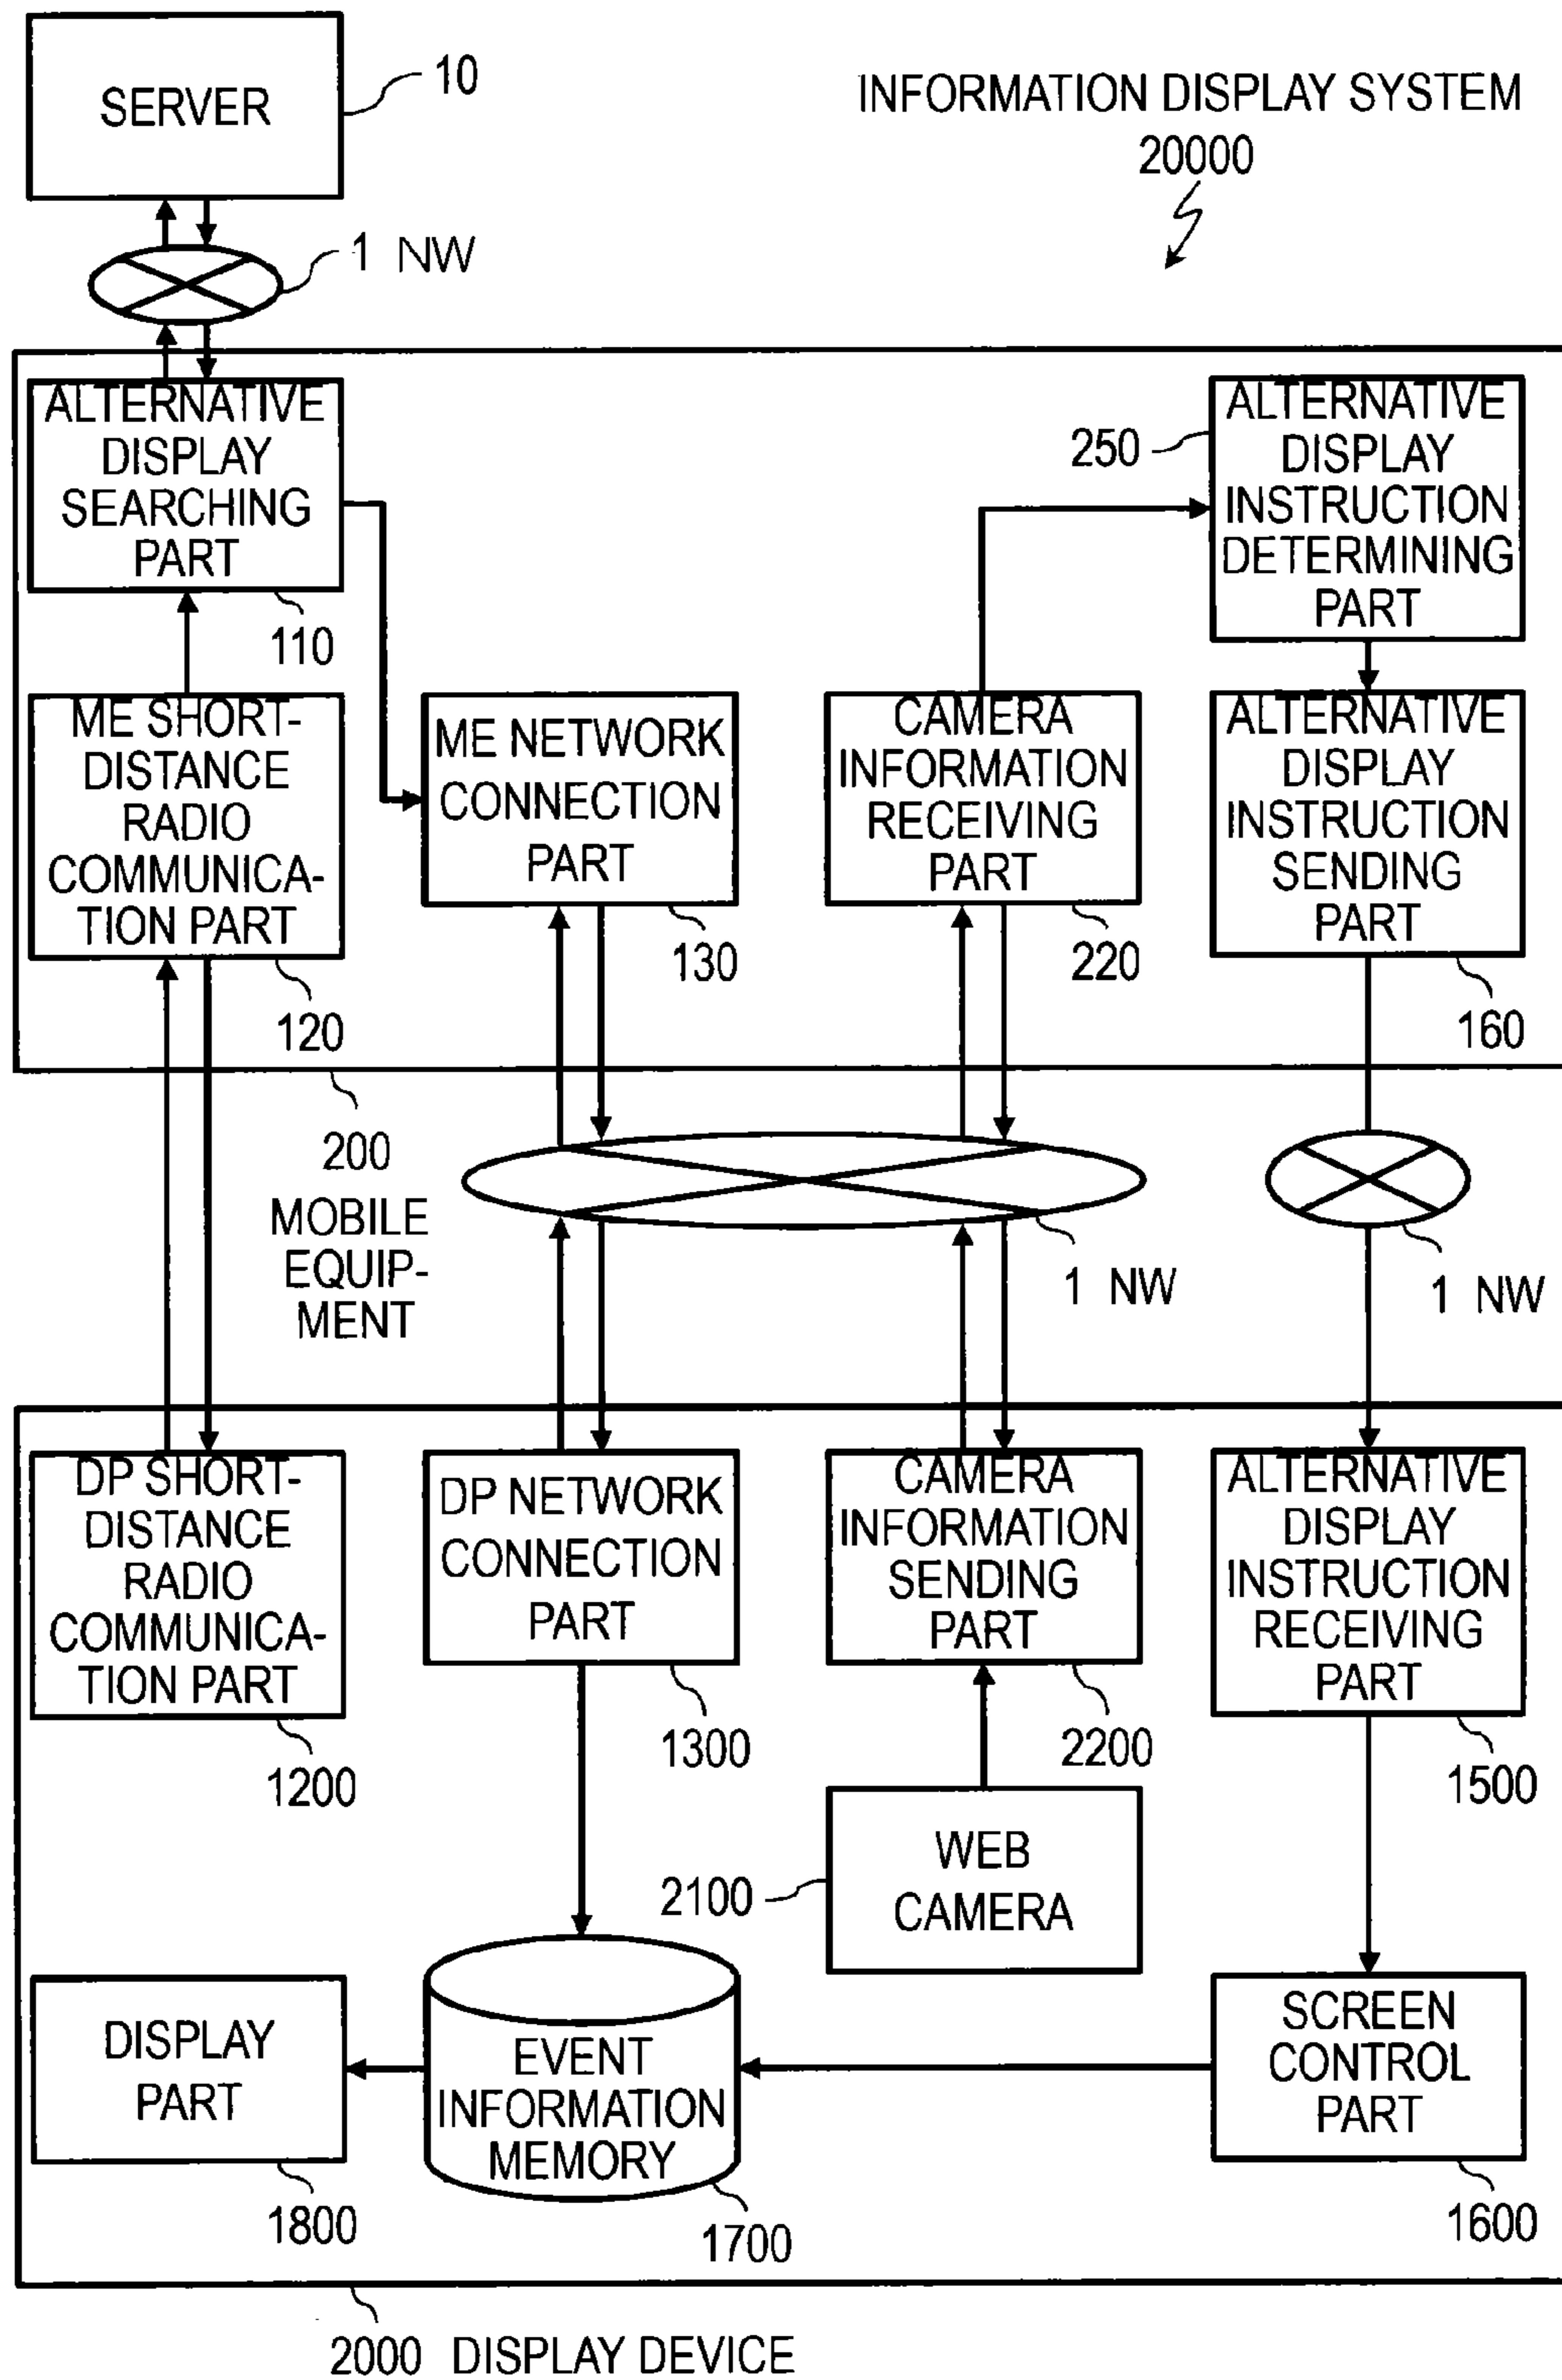 SERVER
10
INFORMATION DISPLAY SYSTEM
20000
1 NW
ALTERNATIVE
DISPLAY
SEARCHING
PART
110
250
ALTERNATIVE
DISPLAY
INSTRUCTION
DETERMINING
PART
ME SHORT-
DISTANCE
RADIO
COMMUNICA-
TION PART
120
ME NETWORK
CONNECTION
PART
130
CAMERA
INFORMATION
RECEIVING
PART
220
ALTERNATIVE
DISPLAY
INSTRUCTION
SENDING
PART
160
200
MOBILE
EQUIP-
MENT
1 NW
1 NW
DP SHORT-
DISTANCE
RADIO
COMMUNICA-
TION PART
1200
DP NETWORK
CONNECTION
PART
1300
CAMERA
INFORMATION
SENDING
PART
2200
ALTERNATIVE
DISPLAY
INSTRUCTION
RECEIVING
PART
1500
2100
WEB
CAMERA
DISPLAY
PART
1800
EVENT
INFORMATION
MEMORY
1700
SCREEN
CONTROL
PART
1600
2000 DISPLAY DEVICE